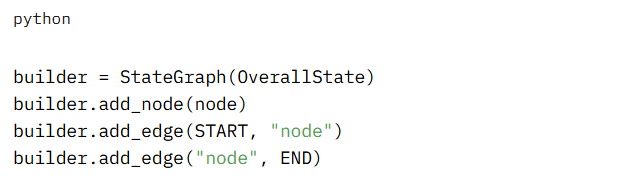 python
builder = StateGraph(OverallState)
builder.add_node(node)
builder.add_edge(START, "node")
builder.add_edge("node", END)